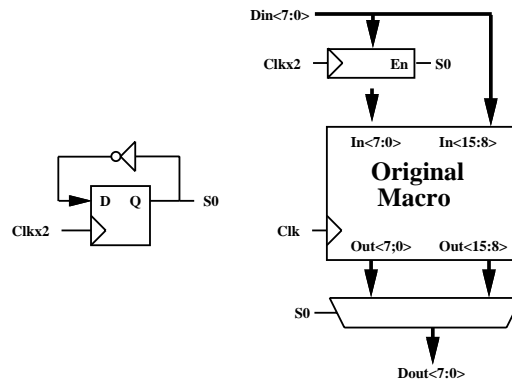 Din<7:0>
Clkx2 En S0
In<7:0> In<15:8>
Original
Macro
D Q S0
Clkx2
Clk
Out<7;0> Out<15:8>
S0
Dout<7:0>